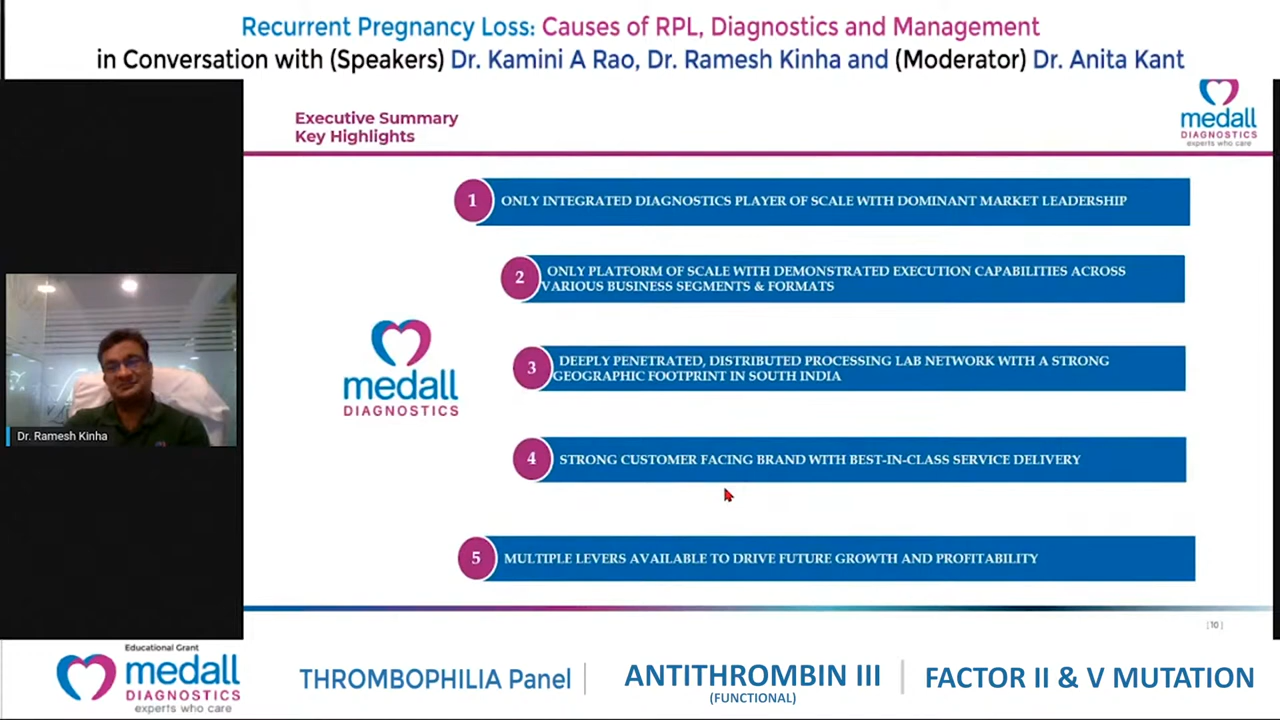 Recurrent Pregnancy Loss: Causes of RPL, Diagnostics and Management
in Conversation with (Speakers) Dr. Kamini A Rao, Dr. Ramesh Kinha and (Moderator) Dr. Anita Kant
Executive Summary
Key Highlights
medall
DIAGNOSTICS
experts who care
1 ONLY INTEGRATED DIAGNOSTICS PLAYER OF SCALE WITH DOMINANT MARKET LEADERSHIP
2 ONLY PLATFORM OF SCALE WITH DEMONSTRATED EXECUTION CAPABILITIES ACROSS
VARIOUS BUSINESS SEGMENTS & FORMATS
3 DEEPLY PENETRATED, DISTRIBUTED PROCESSING LAB NETWORK WITH A STRONG
GEOGRAPHIC FOOTPRINT IN SOUTH INDIA
medall
DIAGNOSTICS
Dr. Ramesh Kinha
4 STRONG CUSTOMER FACING BRAND WITH BEST-IN-CLASS SERVICE DELIVERY
5 MULTIPLE LEVERS AVAILABLE TO DRIVE FUTURE GROWTH AND PROFITABILITY
[10]
Educational Grant
medall
DIAGNOSTICS
experts who care
THROMBOPHILIA Panel
ANTITHROMBIN III
(FUNCTIONAL)
FACTOR II & V MUTATION